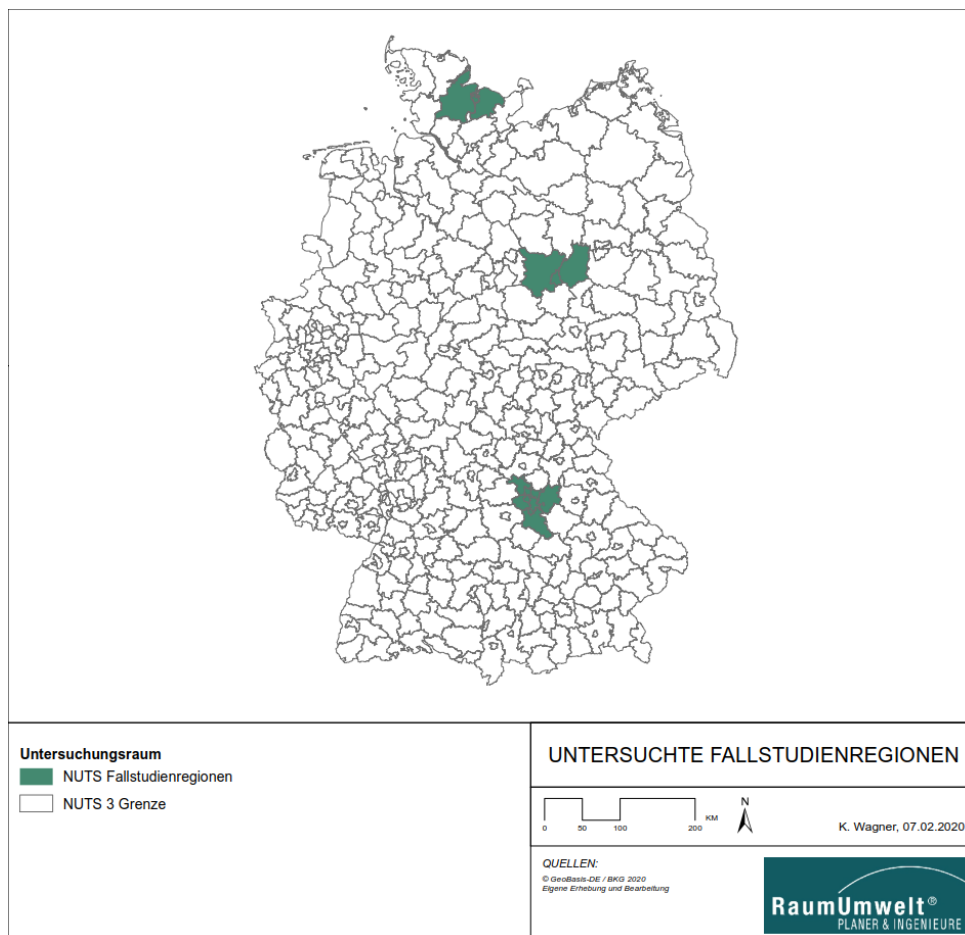 Untersuchungsraum
NUTS Fallstudienregionen
NUTS 3 Grenze
UNTERSUCHTE FALLSTUDIENREGIONEN
0 50 100 200 KM
N
K. Wagner, 07.02.2020
QUELLEN:
© GeoBasis-DE / BKG 2020
Eigene Erhebung und Bearbeitung
RaumUmwelt®
PLANER & INGENIEURE